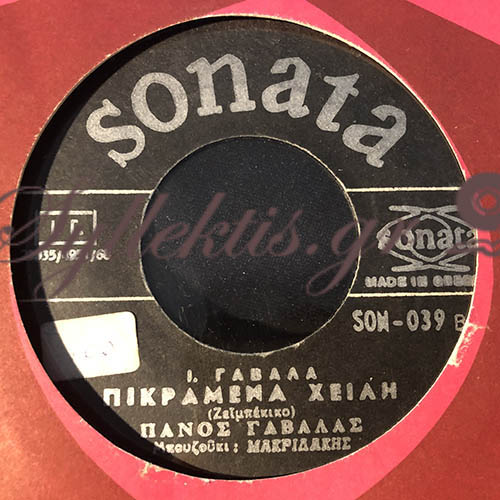 sonata
Syllektis.gr
sonata
MADE IN GREECE
SON-039 B
Ι. ΓΑΒΑΛΑ
ΠΙΚΡΑΜΕΝΑ ΧΕΙΛΗ
(Ζεϊμπέκικο)
ΠΑΝΟΣ ΓΑΒΑΛΑΣ
Μπουζούκι: ΜΑΚΡΙΔΑΚΗΣ